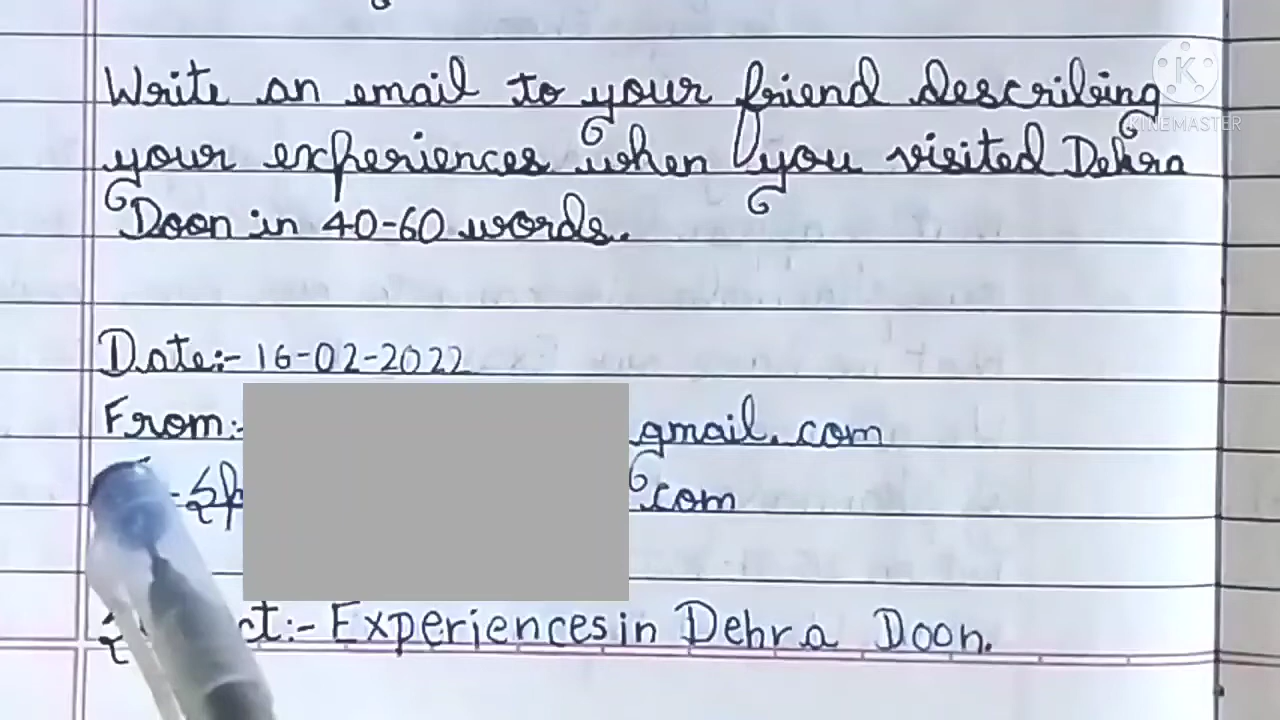 Write an email to your friend describing
your experiences when you visited Dehra
Doon in 40-60 words.
Date:- 16-02-2022
From:- gmail.com
.com
Experiences in Dehra Doon.
K
KINEMASTER